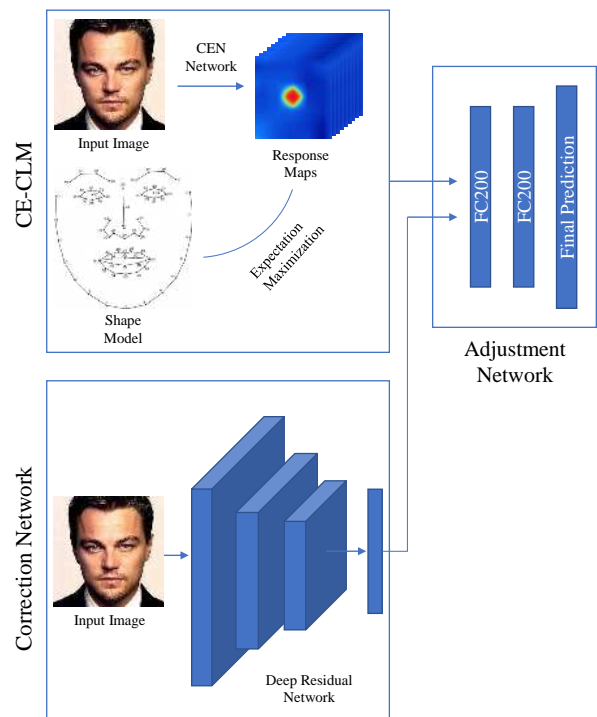 CE-CLM
CEN
Network
Input Image
Response
Maps
Expectation
Maximization
Shape
Model
FC200
FC200
Final Prediction
Adjustment
Network
Correction Network
Input Image
Deep Residual
Network